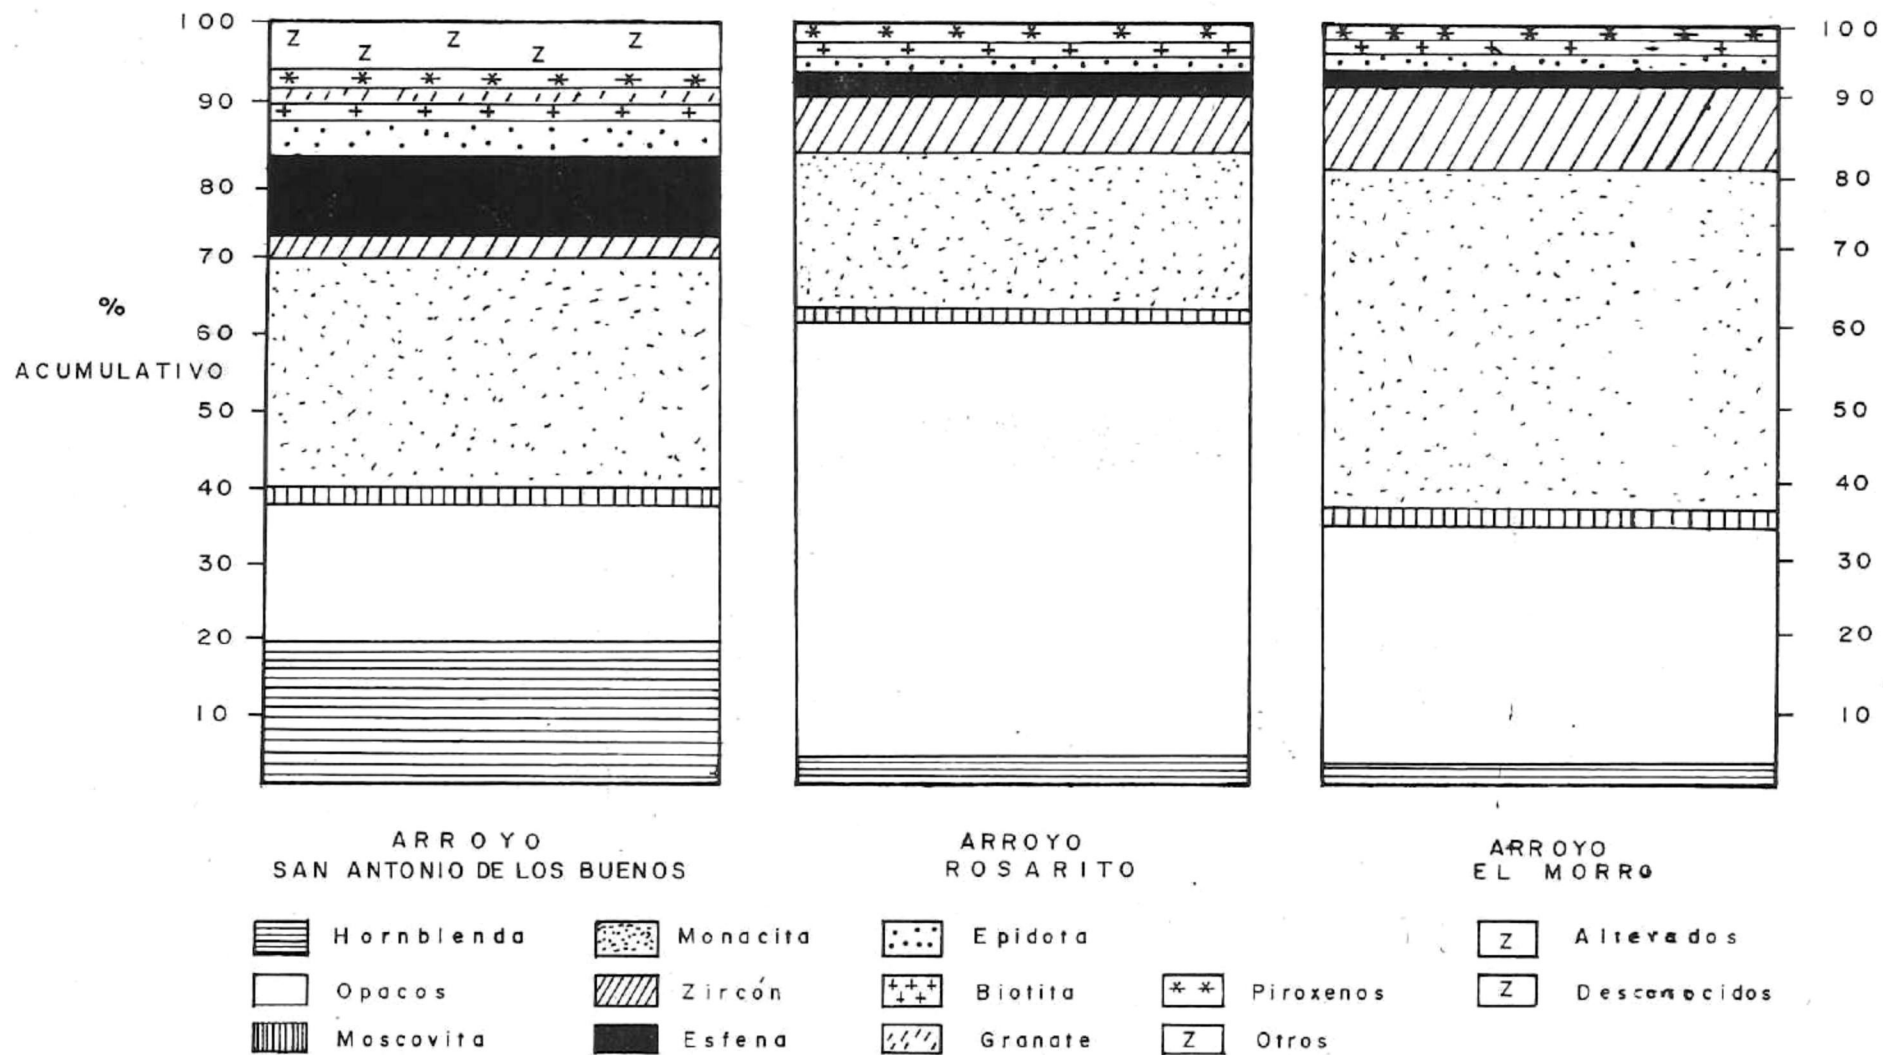 100
90
80
70
60
50
40
30
20
10
%
ACUMULATIVO
Z Z Z Z Z
100
90
80
70
60
50
40
30
20
10
ARROYO
SAN ANTONIO DE LOS BUENOS
ARROYO
ROSARITO
ARROYO
EL MORRO
Hornblenda
Opacos
Moscovita
Monacita
Zircón
Esfena
Epidota
Biotita
Granate
Piroxenos
Z Otros
Z Alterados
Z Desconocidos